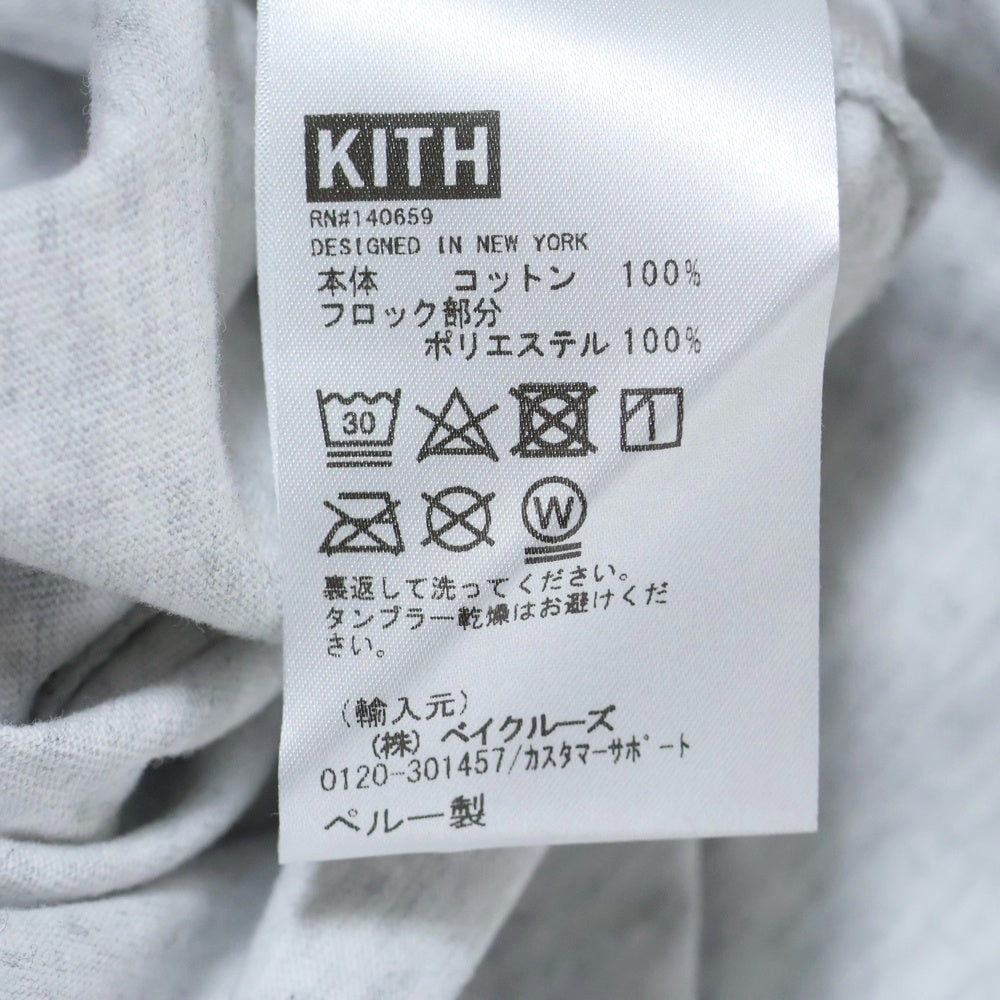 KITH
RN#140659
DESIGNED IN NEW YORK
本体 コットン 100%
フロック部分
ポリエステル 100%
30
W
裏返して洗ってください。
タンブラー乾燥はお避けくだ
さい。
(輸入元)
(株) ベイクルーズ
0120-301457/カスタマーサポート
ペルー製